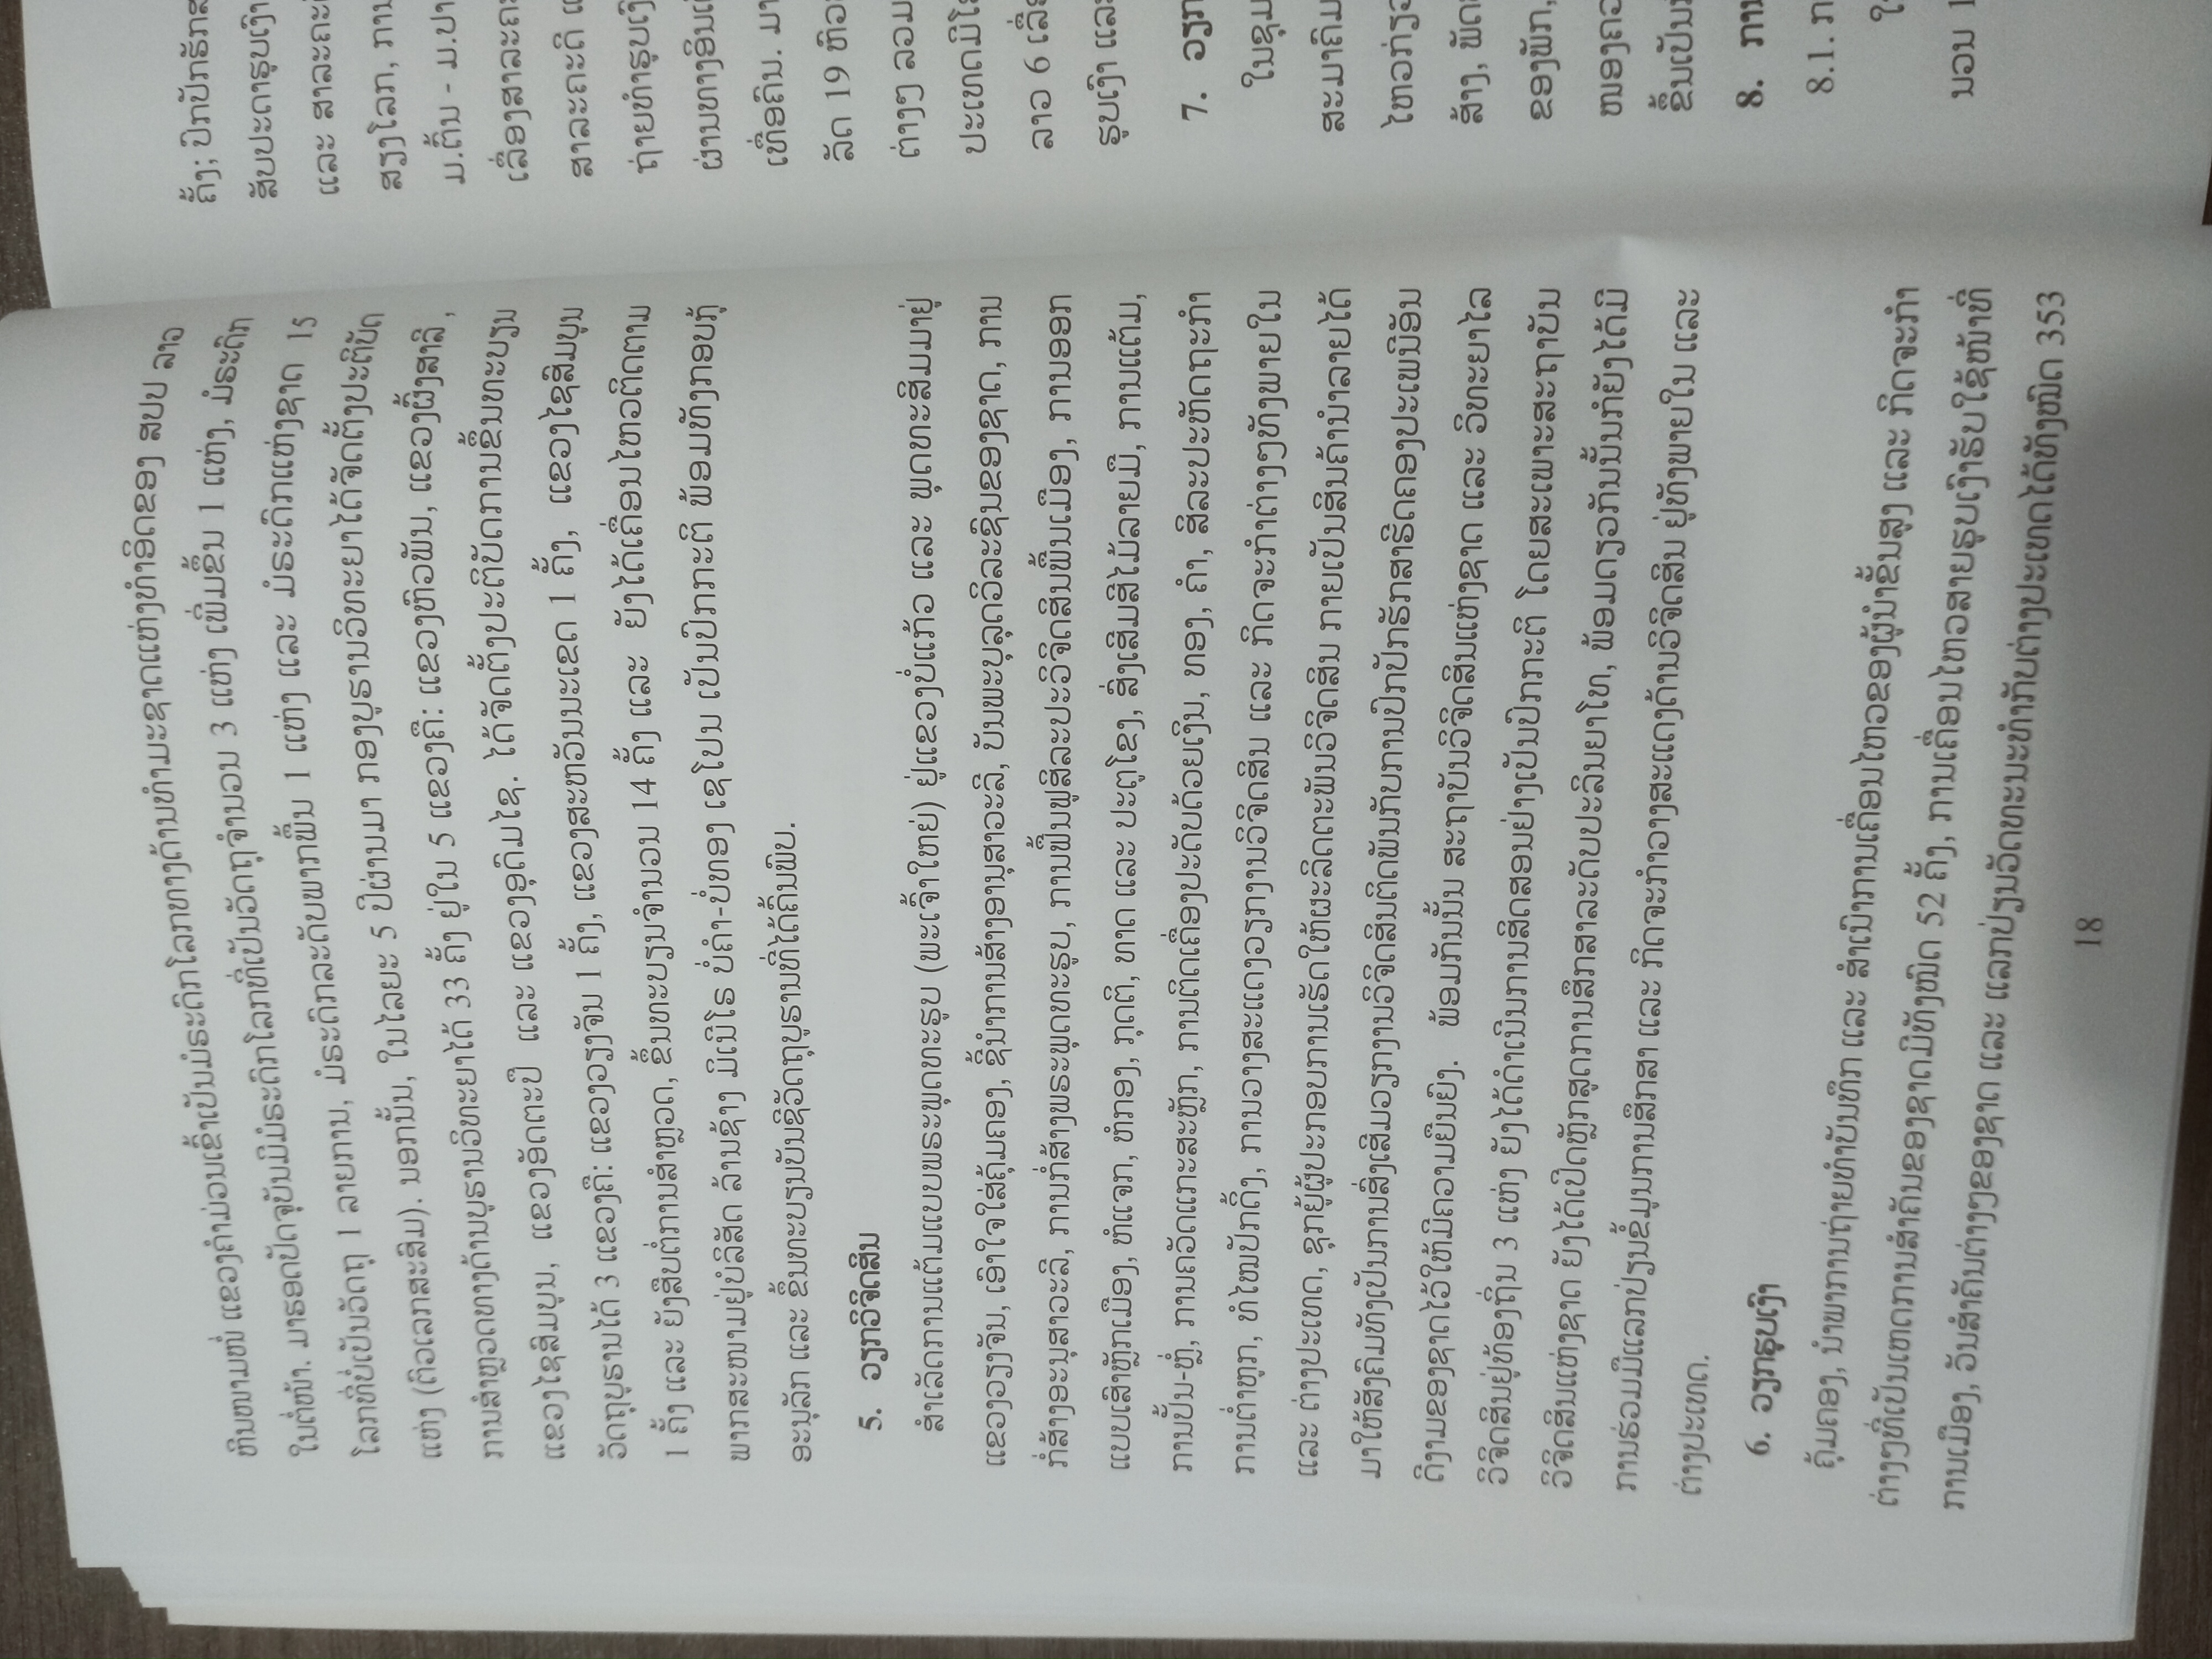 ຫີນໜາມໜໍ່ ແຂວງຄຳມ່ວນເຂົ້າເປັນມໍຣະດົກໂລກທາງດ້ານທຳມະຊາດແຫ່ງທຳອິດຂອງ ສປປ ລາວ
ໃນຕໍ່ໜ້າ. ມາຮອດປັດຈຸບັນມີມໍຣະດົກໂລກທີ່ເປັນວັດຖຸຈຳນວນ 3 ແຫ່ງ ເພີ່ມຂຶ້ນ 1 ແຫ່ງ, ມໍຣະດົກ
ໂລກທີ່ບໍ່ເປັນວັດຖຸ 1 ລາຍການ, ມໍຣະດົກລະດັບພາກພື້ນ 1 ແຫ່ງ ແລະ ມໍຣະດົກແຫ່ງຊາດ 15
ແຫ່ງ (ຕົວເລກສະສົມ). ນອກນັ້ນ, ໃນໄລຍະ 5 ປີຜ່ານມາ ກອງບູຮານວິທະຍາໄດ້ຈັດຕັ້ງປະຕິບັດ
ການສຳຫຼວດທາງດ້ານບູຮານວິທະຍາໄດ້ 33 ຄັ້ງ ຢູ່ໃນ 5 ແຂວງຄື: ແຂວງຫົວພັນ, ແຂວງຜົ້ງສາລີ,
ແຂວງໄຊສົມບູນ, ແຂວງອັດຕະປື ແລະ ແຂວງອຸດົມໄຊ. ໄດ້ຈັດຕັ້ງປະຕິບັດການຂຶ້ນທະບຽນ
ວັດຖຸບູຮານໄດ້ 3 ແຂວງຄື: ແຂວງວຽງຈັນ 1 ຄັ້ງ, ແຂວງສະຫວັນນະເຂດ 1 ຄັ້ງ, ແຂວງໄຊສົມບູນ
1 ຄັ້ງ ແລະ ຍັງສືບຕໍ່ການສຳຫຼວດ, ຂຶ້ນທະບຽນຈຳນວນ 14 ຄັ້ງ ແລະ ຍັງໄດ້ເຄື່ອນໄຫວຕິດຕາມ
ພາກສະໜາມຢູ່ບໍລິສັດ ລ້ານຊ້າງ ມີເນີໂຣ ບໍ່ຄຳ-ບໍ່ທອງ ເຊໂປນ ເປັນປົກກະຕິ ພ້ອມທັງກອບກູ້
ອະນຸລັກ ແລະ ຂຶ້ນທະບຽນບັນຊີວັດຖຸບູຮານທີ່ໄດ້ຄົ້ນພົບ.
5. ວຽກວິຈິດສິນ
ສຳເລັດການແຕ້ມແບບພຣະພຸດທະຮູບ (ພະເຈົ້າໃຫຍ່) ຢູ່ແຂວງບໍ່ແກ້ວ ແລະ ພຸດທະສິມມາຢູ່
ແຂວງວຽງຈັນ, ເອົາໃຈໃສ່ຄຸ້ມຄອງ, ຊີ້ນຳການສ້າງອານຸສາວະລີ, ບັນພະບຸລຸດວິລະຊົນຂອງຊາດ, ການ
ກໍ່ສ້າງອະນຸສາວະລີ, ການກໍ່ສ້າງພຣະພຸດທະຮູບ, ການຟື້ນຟູສິລະປະວິຈິດສິນພື້ນເມືອງ, ການອອກ
ແບບເສົາຫຼັກເມືອງ, ທຳແຈກ, ທຳກອງ, ກຸດຕິ, ທາດ ແລະ ປະຕູໂຂງ, ສົ່ງເສີມສີໄມ້ລາຍມື, ການແຕ້ມ,
ການປັ້ນ-ຫຼໍ່, ການຄວັດແກະສະຫຼັກ, ການຕິດເຄື່ອງປະດັບດ້ວຍເງິນ, ທອງ, ຄຳ, ສິລະປະຫັດຖະກຳ
ການຕ່ຳຫູກ, ທໍໄໝປັກດິ້ງ, ການວາງສະແດງວຽກງານວິຈິດສິນ ແລະ ກິດຈະກຳຕ່າງໆທັງພາຍໃນ
ແລະ ຕ່າງປະເທດ, ຊຸກຍູ້ຜູ້ປະກອບການເຮັດໃຫ້ຜະລິດຕະພັນວິຈິດສິນ ກາຍເປັນສິນຄ້ານຳລາຍໄດ້
ມາໃຫ້ສັງຄົມທັງເປັນການສົ່ງເສີມວຽກງານວິຈິດສິນຕິດພັນກັບການປົກປັກຮັກສາຮີດຄອງປະເພນີອັນ
ດີງາມຂອງຊາດໄວ້ໃຫ້ມີຄວາມຍືນຍົງ. ພ້ອມກັນນັ້ນ ສະຖາບັນວິຈິດສິນແຫ່ງຊາດ ແລະ ວິທະຍາໄລ
ວິຈິດສິນຢູ່ທ້ອງຖິ່ນ 3 ແຫ່ງ ຍັງໄດ້ດຳເນີນການສິດສອນຢ່າງເປັນປົກກະຕິ ໂດຍສະເພາະສະຖາບັນ
ວິຈິດສິນແຫ່ງຊາດ ຍັງໄດ້ເປີດຫຼັກສູດການສຶກສາລະດັບປະລິນຍາໂທ, ພ້ອມດຽວກັນນັ້ນກໍຍັງໄດ້ມີ
ການຮ່ວມມືແລກປ່ຽນຂໍ້ມູນການສຶກສາ ແລະ ກິດຈະກຳວາງສະແດງດ້ານວິຈິດສິນ ຢູ່ທັງພາຍໃນ ແລະ
ຕ່າງປະເທດ.
6. ວຽກຮູບເງົາ
ຄຸ້ມຄອງ, ນຳພາການຖ່າຍທຳບັນທຶກ ແລະ ສຳເນົາການເຄື່ອນໄຫວຂອງຜູ້ນຳຂັ້ນສູງ ແລະ ກິດຈະກຳ
ຕ່າງໆທີ່ເປັນເຫດການສຳຄັນຂອງຊາດມີທັງໝົດ 52 ຄັ້ງ, ການເຄື່ອນໄຫວສາຍຮູບເງົາຮັບໃຊ້ໜ້າທີ່
ການເມືອງ, ວັນສຳຄັນຕ່າງໆຂອງຊາດ ແລະ ແລກປ່ຽນວັດທະນະທຳກັບຕ່າງປະເທດໄດ້ທັງໝົດ 353
18
ຄັ້ງ; ປົກປັກຮັກສ
ສັບປະດາຮູບເງົາ
ແລະ ສາລະຄະດີ
ສຽງໂລກ, ການ
ມ.ຕົ້ນ - ມ.ປາ
ເລື່ອງສາລະຄະ
ສາລະຄະດີ ແ
ຖ່າຍທຳຮູບເງົ
ຜ່ານທາງອິນເ
ເທື່ອຄົນ. ມາ
ລັດ 19 ຫົວ
ຕ່າງໆ ລວມ
ປະເທດມີໂ
ລາວ 6 ເລື່
ຮູບເງົາ ແລະ
7. ວຽກ
ໃນຊຸມ
ສະມາຄົມ
ໄຫວກ່ຽວ
ສ້າງ, ພັດ
ຂອງພັກ,
ໜອງຄວ
ຂຶ້ນເປັນ
8. ການ
8.1. ກ
ໃ
ນວນ 1